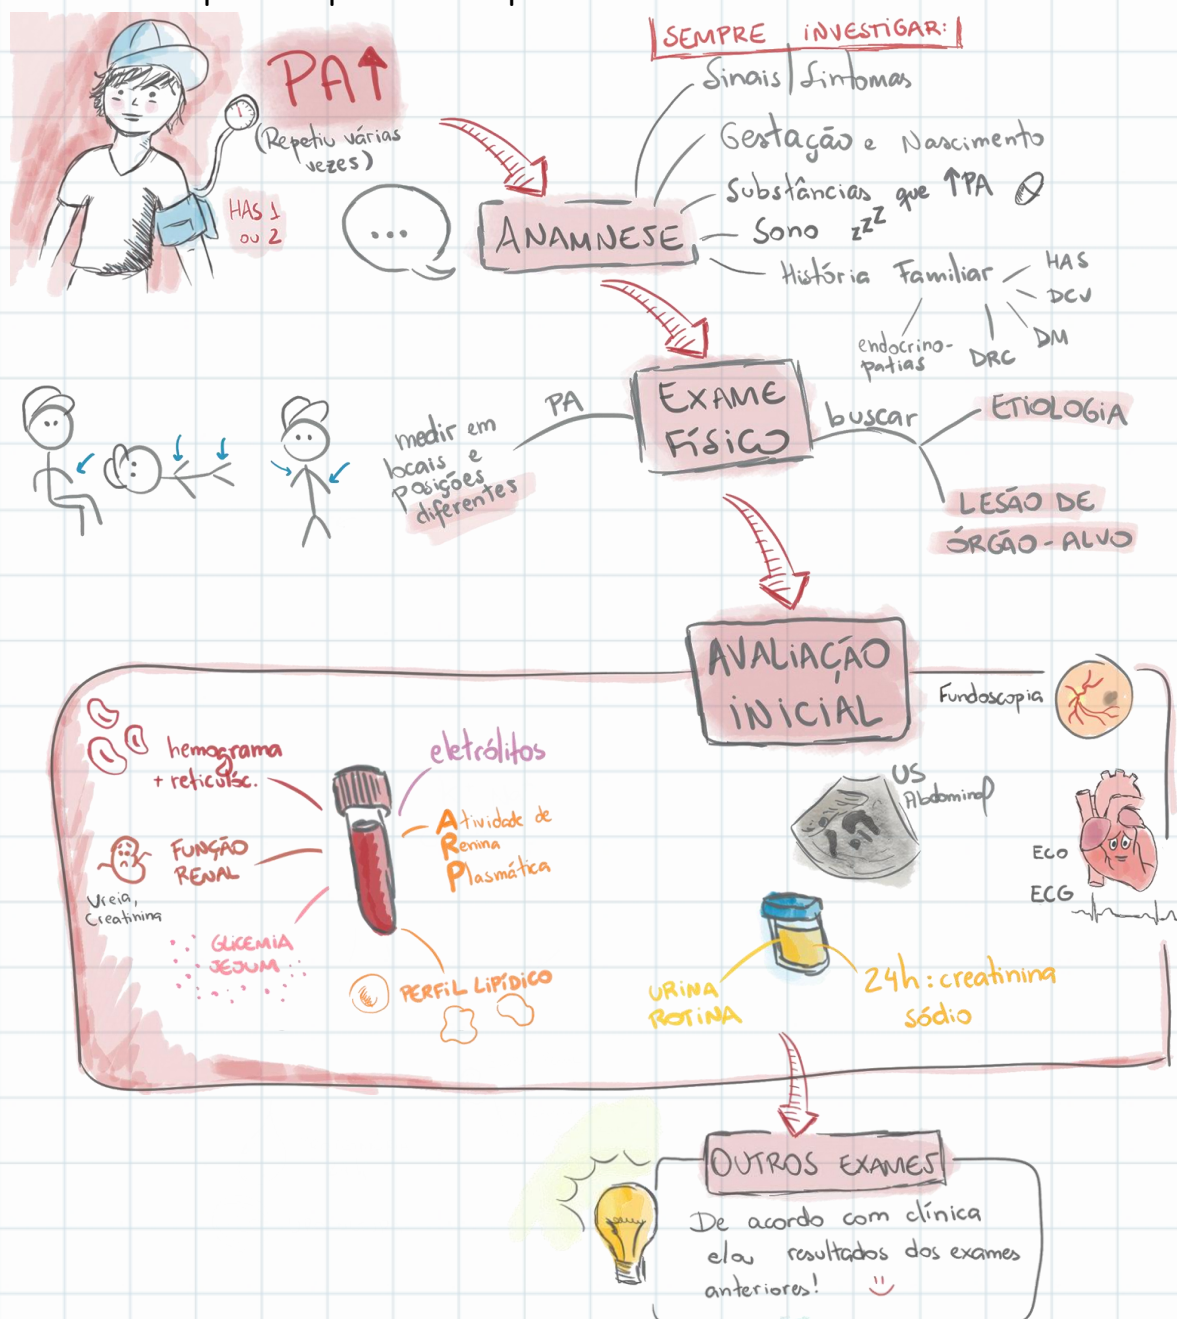 PA↑
(Repetiu várias
vezes)
HAS 1
ou 2
...
SEMPRE INVESTIGAR:
Sinais | Sintomas
Gestação e Nascimento
Substâncias que ↑PA
Sono zzz
História Familiar
HAS
DCV
DM
DRC
endocrino-
patias
ANAMNESE
EXAME
FÍSICO
PA
medir em
locais e
posições
diferentes
buscar
ETIOLOGIA
LESÃO DE
ÓRGÃO-ALVO
AVALIAÇÃO
INICIAL
Fundoscopia
hemograma
+ reticulóc.
eletrólitos
Atividade de
Renina
Plasmática
FUNÇÃO
RENAL
Ureia,
Creatinina
GLICEMIA
JEJUM
PERFIL LIPÍDICO
US
Abdominal
ECO
ECG
URINA
ROTINA
24h: creatinina
sódio
OUTROS EXAMES
De acordo com clínica
e/ou resultados dos exames
anteriores!